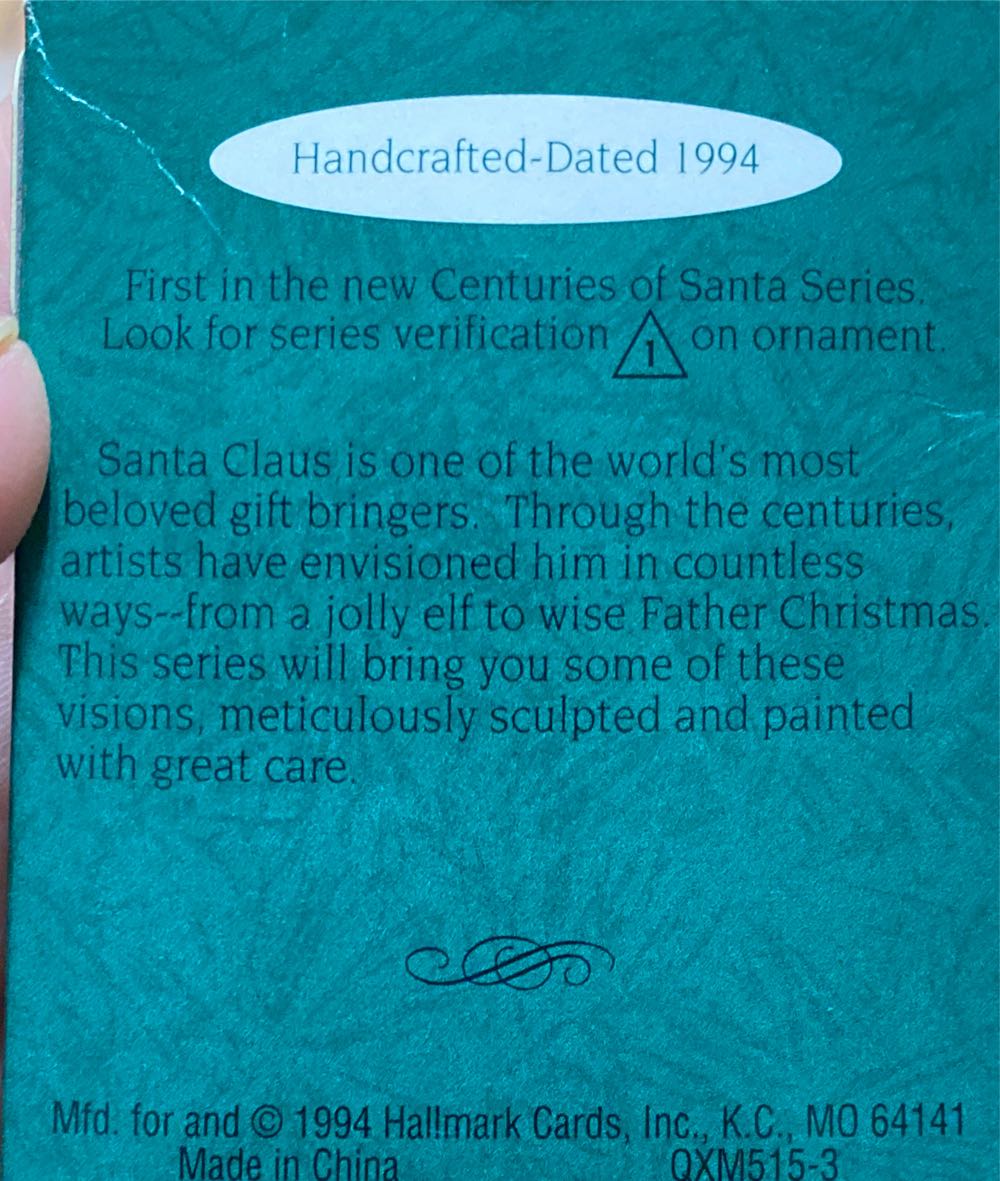 Handcrafted-Dated 1994
First in the new Centuries of Santa Series.
Look for series verification 1 on ornament.
Santa Claus is one of the world's most
beloved gift bringers. Through the centuries,
artists have envisioned him in countless
ways--from a jolly elf to wise Father Christmas.
This series will bring you some of these
visions, meticulously sculpted and painted
with great care.
Mfd. for and © 1994 Hallmark Cards, Inc., K.C., MO 64141
Made in China QXM515-3